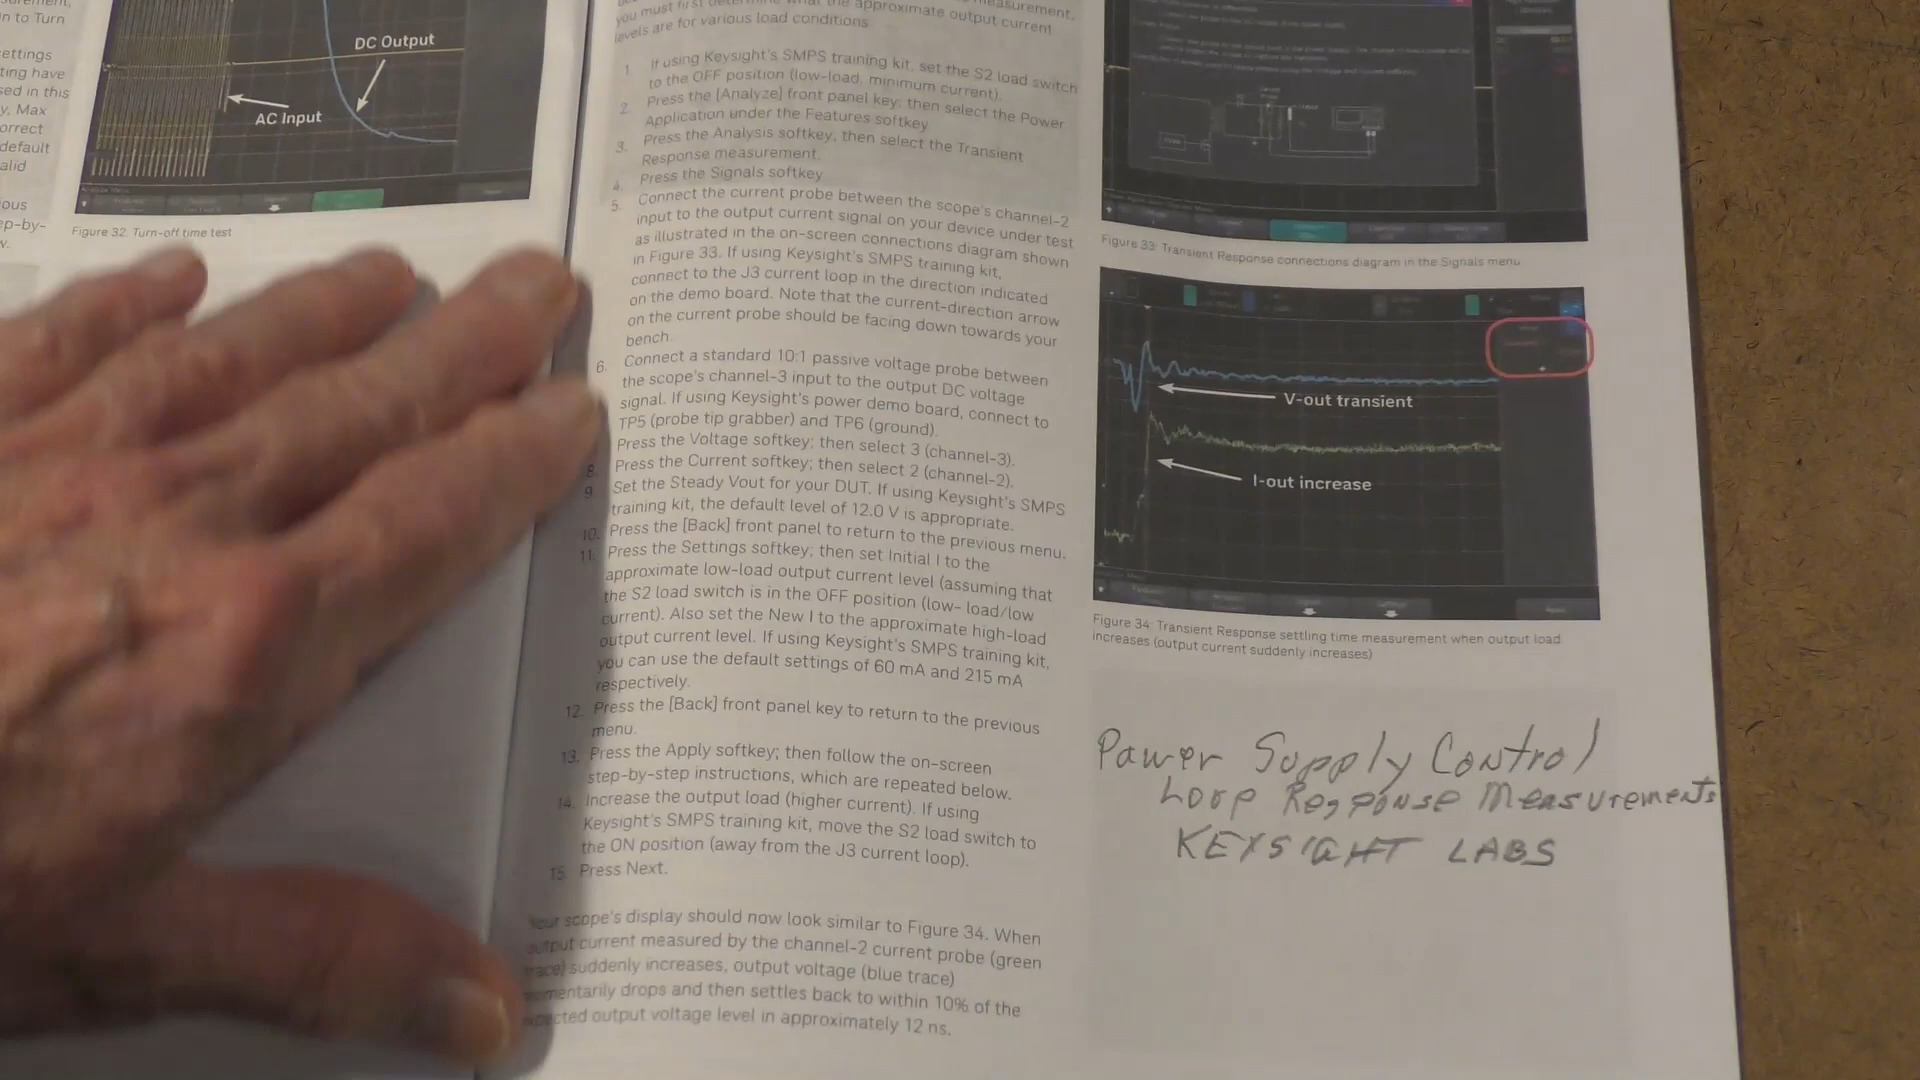 n to Turn
ettings
ting have
sed in this
y, Max
orrect
default
alid
ous
ep-by-
DC Output
AC Input
Figure 32: Turn-off time test
measurement,
you must first determine what the approximate output current
levels are for various load conditions
1. If using Keysight's SMPS training kit, set the S2 load switch
to the OFF position (low-load, minimum current).
2. Press the [Analyze] front panel key; then select the Power
Application under the Features softkey
3. Press the Analysis softkey, then select the Transient
Response measurement.
4. Press the Signals softkey
5. Connect the current probe between the scope's channel-2
input to the output current signal on your device under test
as illustrated in the on-screen connections diagram shown
in Figure 33. If using Keysight's SMPS training kit,
connect to the J3 current loop in the direction indicated
on the demo board. Note that the current-direction arrow
on the current probe should be facing down towards your
bench.
6. Connect a standard 10:1 passive voltage probe between
the scope's channel-3 input to the output DC voltage
signal. If using Keysight's power demo board, connect to
TP5 (probe tip grabber) and TP6 (ground).
Press the Voltage softkey; then select 3 (channel-3).
8. Press the Current softkey; then select 2 (channel-2).
9. Set the Steady Vout for your DUT. If using Keysight's SMPS
training kit, the default level of 12.0 V is appropriate.
10. Press the [Back] front panel to return to the previous menu.
11. Press the Settings softkey; then set Initial I to the
approximate low-load output current level (assuming that
the S2 load switch is in the OFF position (low- load/low
current). Also set the New I to the approximate high-load
output current level. If using Keysight's SMPS training kit,
you can use the default settings of 60 mA and 215 mA
respectively.
12. Press the [Back] front panel key to return to the previous
menu.
13. Press the Apply softkey; then follow the on-screen
step-by-step instructions, which are repeated below.
14. Increase the output load (higher current). If using
Keysight's SMPS training kit, move the S2 load switch to
the ON position (away from the J3 current loop).
15. Press Next.
Your scope's display should now look similar to Figure 34. When
output current measured by the channel-2 current probe (green
trace) suddenly increases, output voltage (blue trace)
momentarily drops and then settles back to within 10% of the
expected output voltage level in approximately 12 ns.
Figure 33: Transient Response connections diagram in the Signals menu
V-out transient
I-out increase
Figure 34: Transient Response settling time measurement when output load
increases (output current suddenly increases)
Power Supply Control
Loop Response Measurements
KEYSIGHT LABS